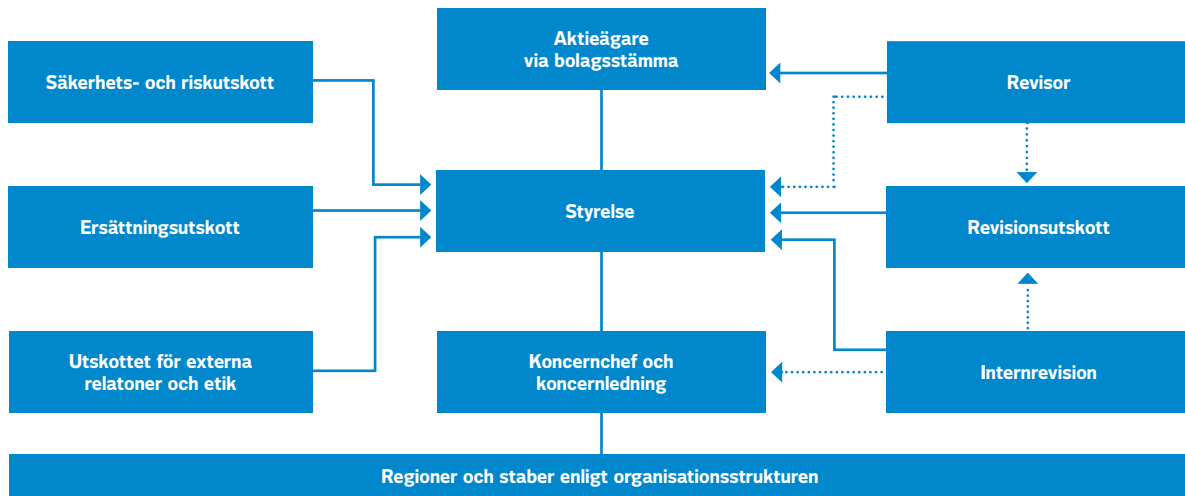 Aktieägare
via bolagsstämma
Säkerhets- och riskutskott
Revisor
Styrelse
Ersättningsutskott
Revisionsutskott
Utskottet för externa
relatoner och etik
Koncernchef och
koncernledning
Internrevision
Regioner och staber enligt organisationsstrukturen